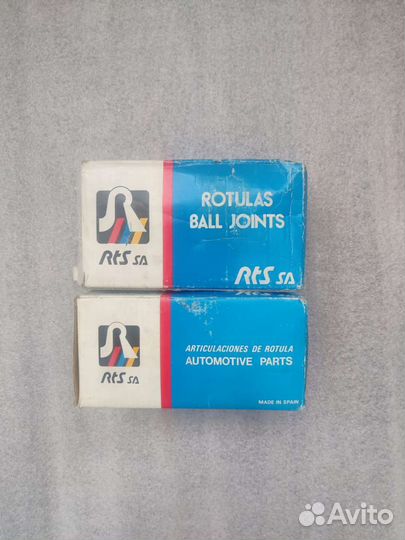 ROTULAS
BALL JOINTS
RtS SA
RtS SA
ARTICULACIONES DE ROTULA
AUTOMOTIVE PARTS
RtS SA
MADE IN SPAIN
Avito